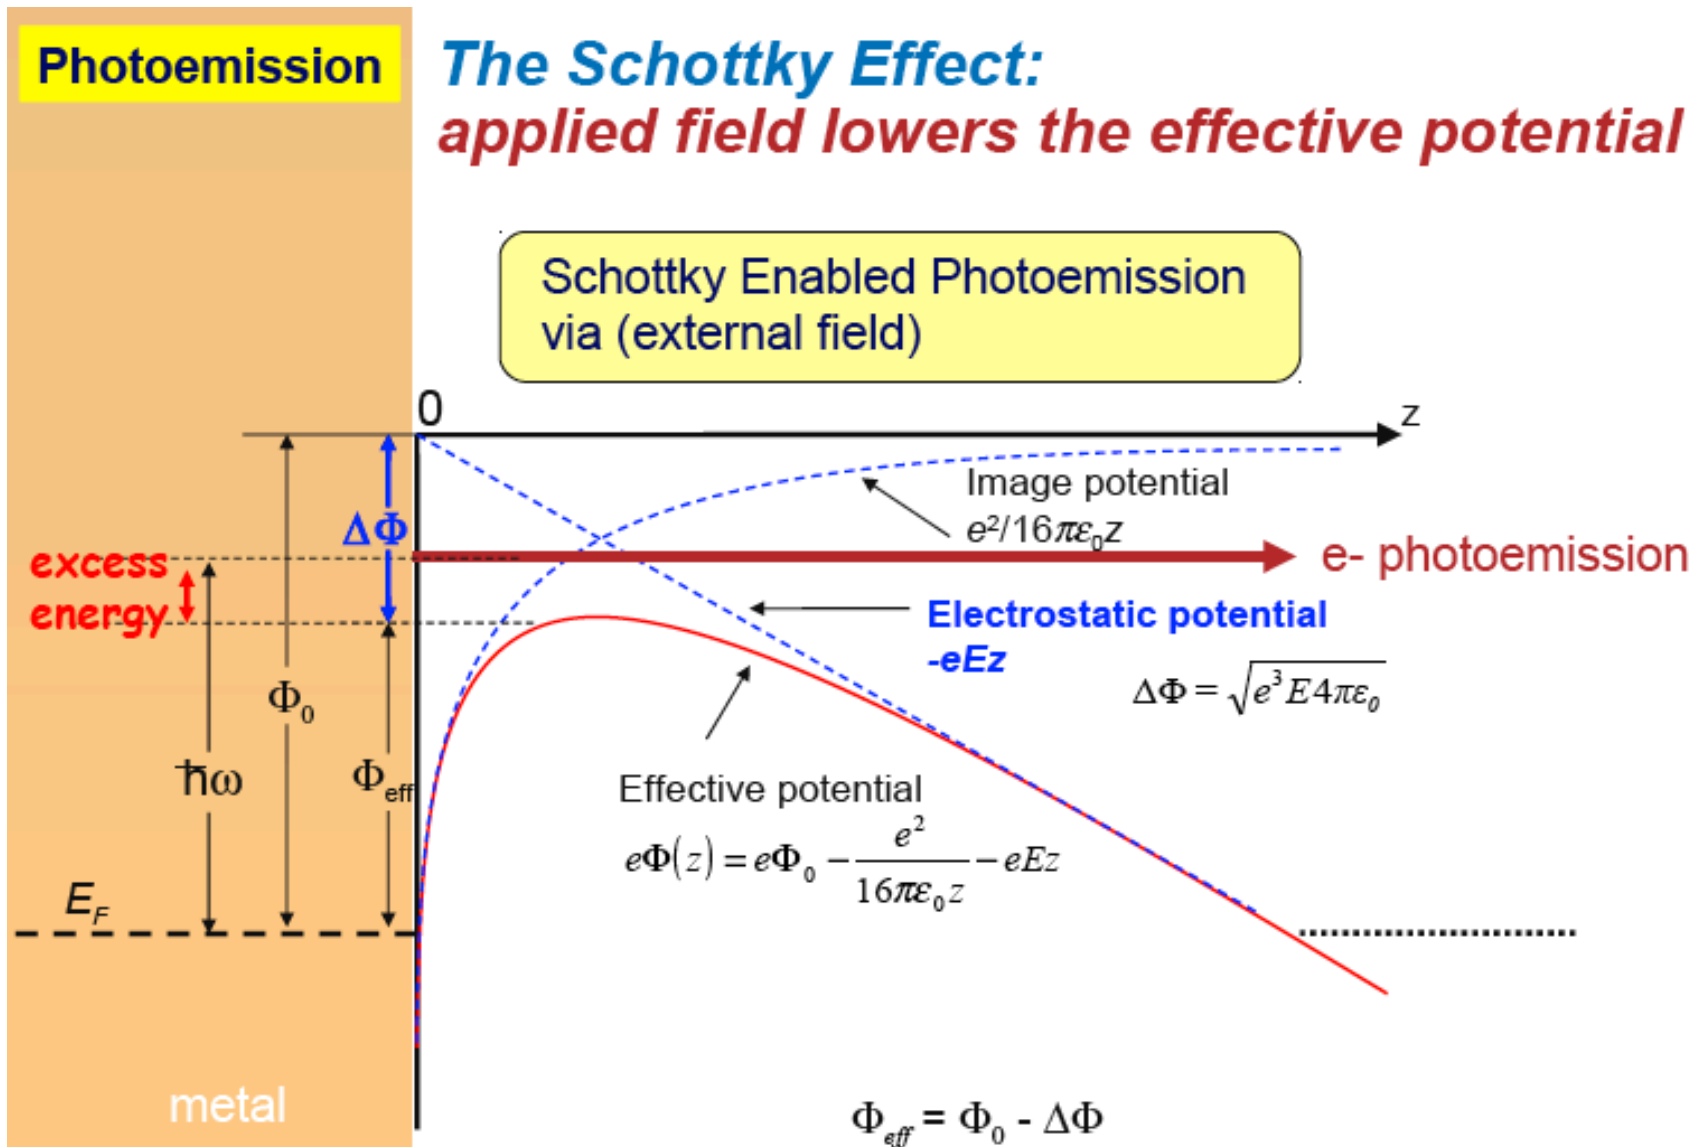 Photoemission
The Schottky Effect:
applied field lowers the effective potential
Schottky Enabled Photoemission
via (external field)
0
z
ΔΦ
Image potential
e²/16πε₀z
excess
energy
e- photoemission
Electrostatic potential
-eEz
ΔΦ = √(e³E4πε₀)
Φ₀
ħω
Φeff
Effective potential
eΦ(z) = eΦ₀ − e²/16πε₀z − eEz
E_F
metal
Φeff = Φ₀ - ΔΦ